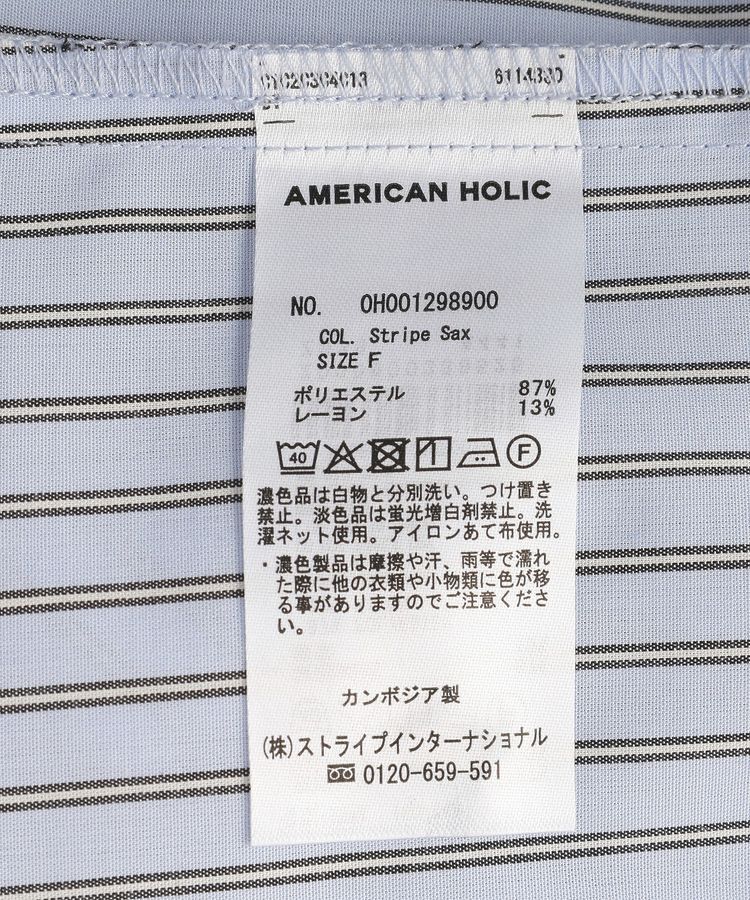 AMERICAN HOLIC
NO. 0H001298900
COL. Stripe Sax
SIZE F
ポリエステル 87%
レーヨン 13%
40 F
濃色品は白物と分別洗い。つけ置き
禁止。淡色品は蛍光増白剤禁止。洗
濯ネット使用。アイロンあて布使用。
・濃色製品は摩擦や汗、雨等で濡れ
た際に他の衣類や小物類に色が移
る事がありますのでご注意くださ
い。
カンボジア製
(株)ストライプインターナショナル
0120-659-591